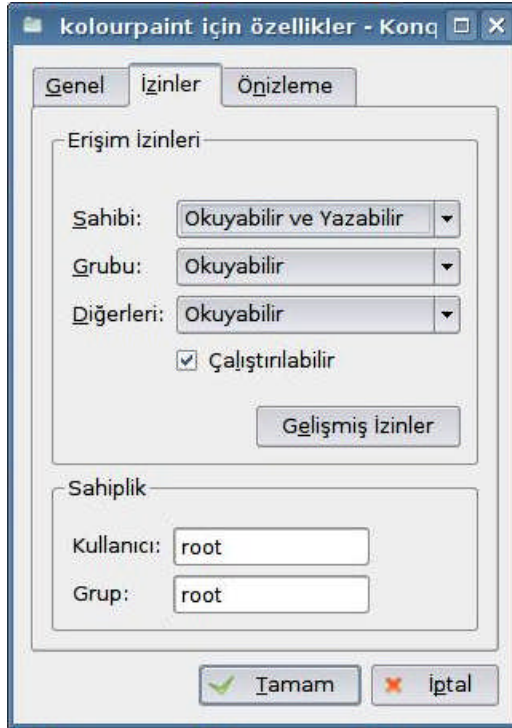 kolourpaint için özellikler - Konq
Genel İzinler Önizleme
Erişim İzinleri
Sahibi: Okuyabilir ve Yazabilir
Grubu: Okuyabilir
Diğerleri: Okuyabilir
Çalıştırılabilir
Gelişmiş İzinler
Sahiplik
Kullanıcı: root
Grup: root
Tamam İptal